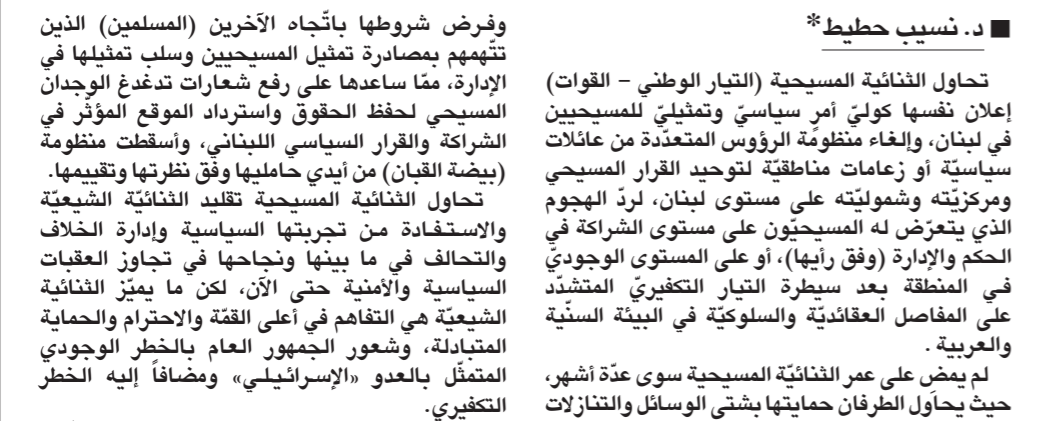 ■ د. نسيب حطيط*
تحاول الثنائية المسيحية (التيار الوطني – القوات)
إعلان نفسها كوليّ أمرٍ سياسيّ وتمثيليّ للمسيحيين
في لبنان، وإلغاء منظومة الرؤوس المتعدّدة من عائلات
سياسيّة أو زعامات مناطقيّة لتوحيد القرار المسيحي
ومركزيّته وشموليّته على مستوى لبنان، لردّ الهجوم
الذي يتعرّض له المسيحيّون على مستوى الشراكة في
الحكم والإدارة (وفق رأيها)، أو على المستوى الوجوديّ
في المنطقة بعد سيطرة التيار التكفيريّ المتشدّد
على المفاصل العقائديّة والسلوكيّة في البيئة السنّية
والعربية .
لم يمضِ على عمر الثنائيّة المسيحية سوى عدّة أشهر،
حيث يحاول الطرفان حمايتها بشتى الوسائل والتنازلات
وفـرض شروطها باتّجاه الآخرين (المسلمين) الذين
تتّهمهم بمصادرة تمثيل المسيحيين وسلب تمثيلها في
الإدارة، ممّا ساعدها على رفع شعارات تدغدغ الوجدان
المسيحي لحفظ الحقوق واسترداد الموقع المؤثّر في
الشراكة والقرار السياسي اللبناني، وأسقطت منظومة
(بيضة القبان) من أيدي حامليها وفق نظرتها وتقييمها.
تحاول الثنائية المسيحية تقليد الثنائيّة الشيعيّة
والاستـفـادة مـن تجربتها السياسية وإدارة الخلاف
والتحالف في ما بينها ونجاحها في تجاوز العقبات
السياسية والأمنية حتى الآن، لكن ما يميّز الثنائية
الشيعيّة هي التفاهم في أعلى القمّة والاحترام والحماية
المتبادلة، وشعور الجمهور العام بالخطر الوجودي
المتمثّل بالعدو «الإسرائيلي» ومضافاً إليه الخطر
التكفيري.